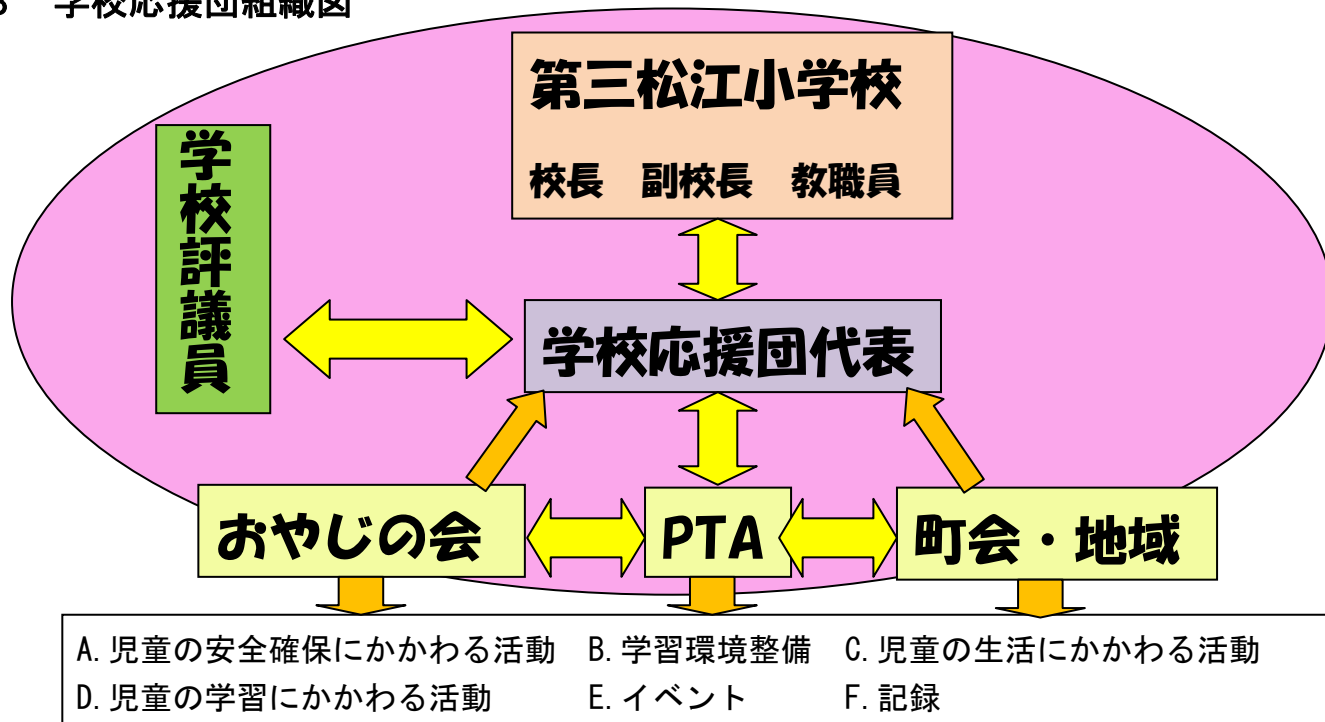 学校応援団組織図
第三松江小学校
校長 副校長 教職員
学校評議員
学校応援団代表
おやじの会
PTA
町会・地域
A.児童の安全確保にかかわる活動 B.学習環境整備 C.児童の生活にかかわる活動
D.児童の学習にかかわる活動 E.イベント F.記録